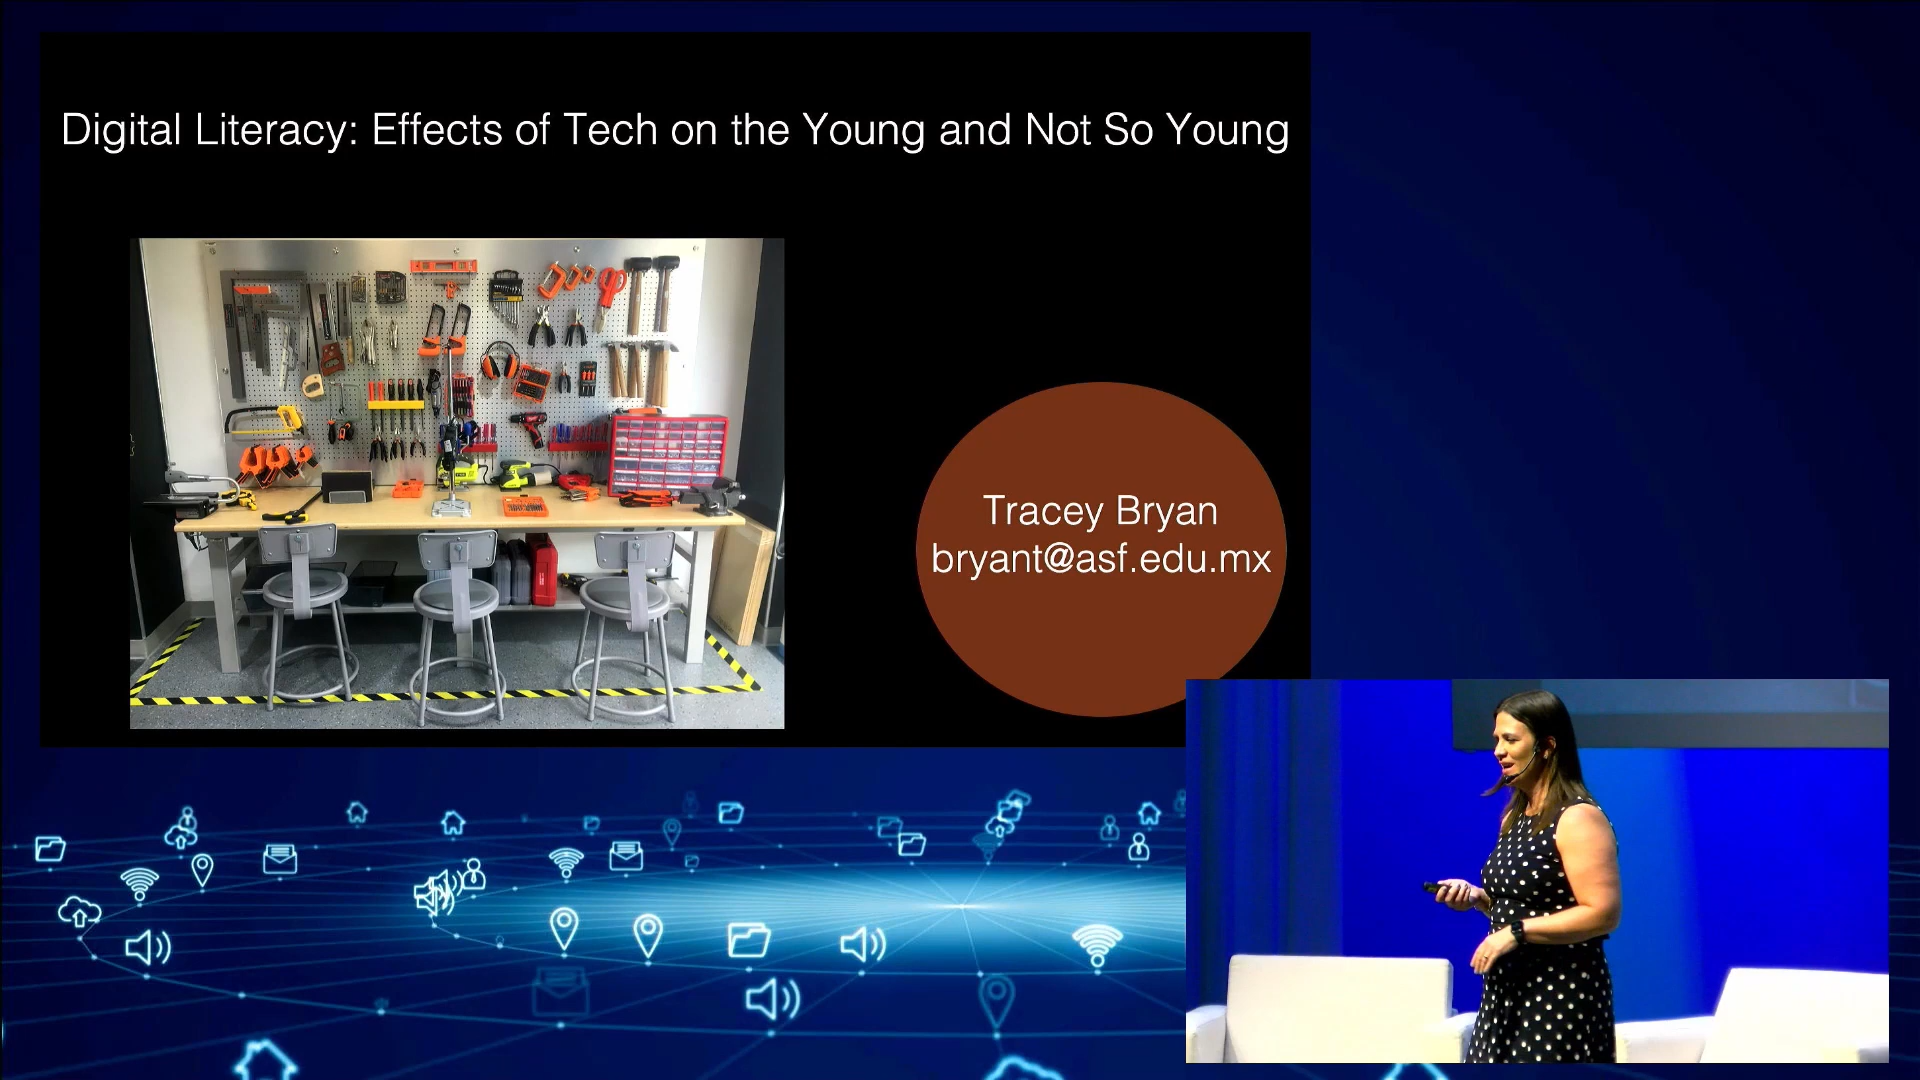 Digital Literacy: Effects of Tech on the Young and Not So Young
Tracey Bryan
bryant@asf.edu.mx